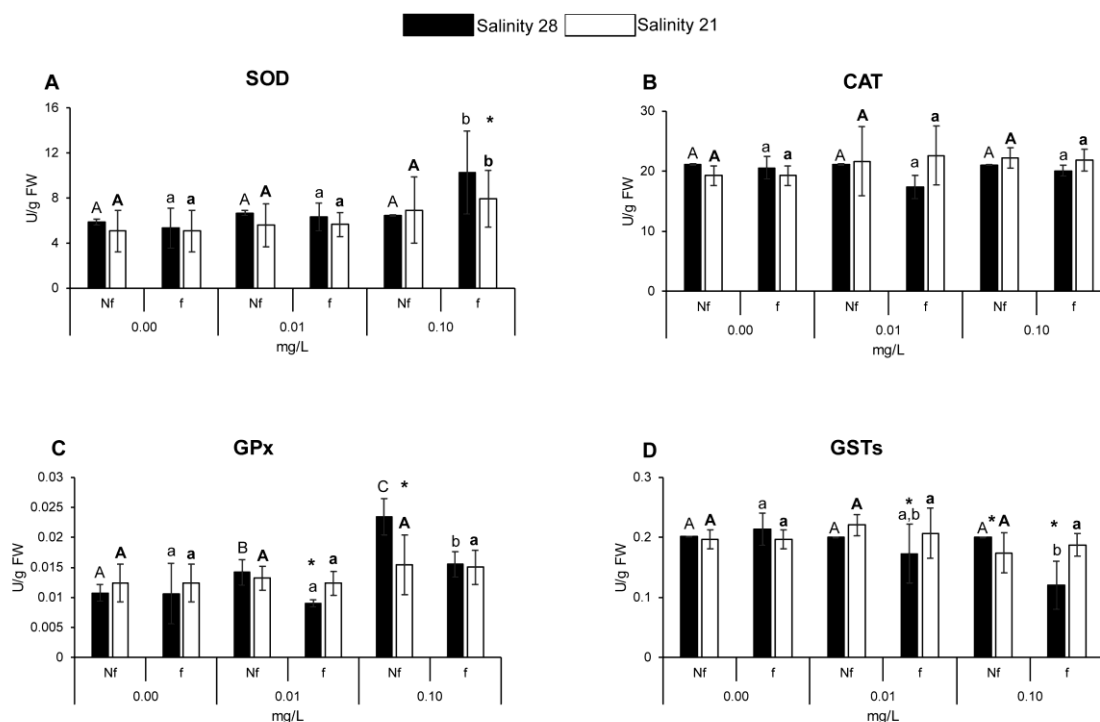 Salinity 28 Salinity 21
A SOD
16
12
8
4
0
U/g FW
A A a a A A a a A A b b *
Nf f Nf f Nf f
0.00 0.01 0.10
mg/L
B CAT
30
20
10
0
U/g FW
A A a a A A a a A A a a
Nf f Nf f Nf f
0.00 0.01 0.10
mg/L
C GPx
0.03
0.025
0.02
0.015
0.01
0.005
0
U/g FW
A A a a B A * a a C * A b a
Nf f Nf f Nf f
0.00 0.01 0.10
mg/L
D GSTs
0.3
0.2
0.1
0
U/g FW
A A a a A A * a,b a A * A * b a
Nf f Nf f Nf f
0.00 0.01 0.10
mg/L